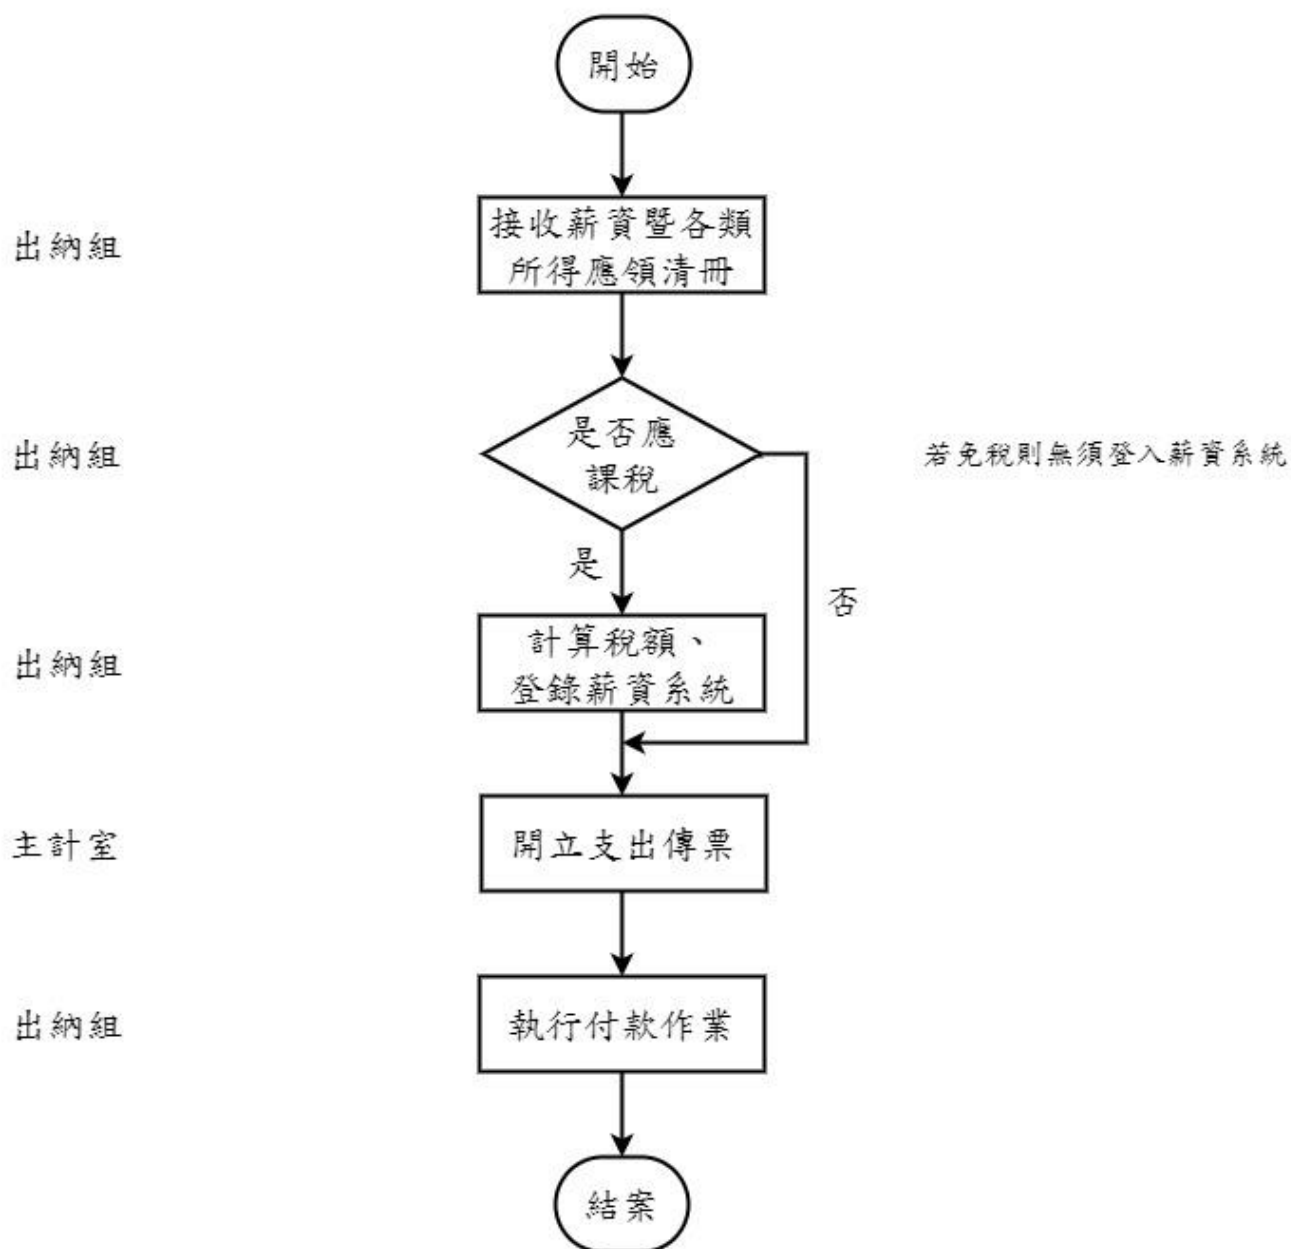 開始
出納組
接收薪資暨各類
所得應領清冊
出納組
是否應
課稅
若免稅則無須登入薪資系統
是
否
出納組
計算稅額、
登錄薪資系統
主計室
開立支出傳票
出納組
執行付款作業
結案